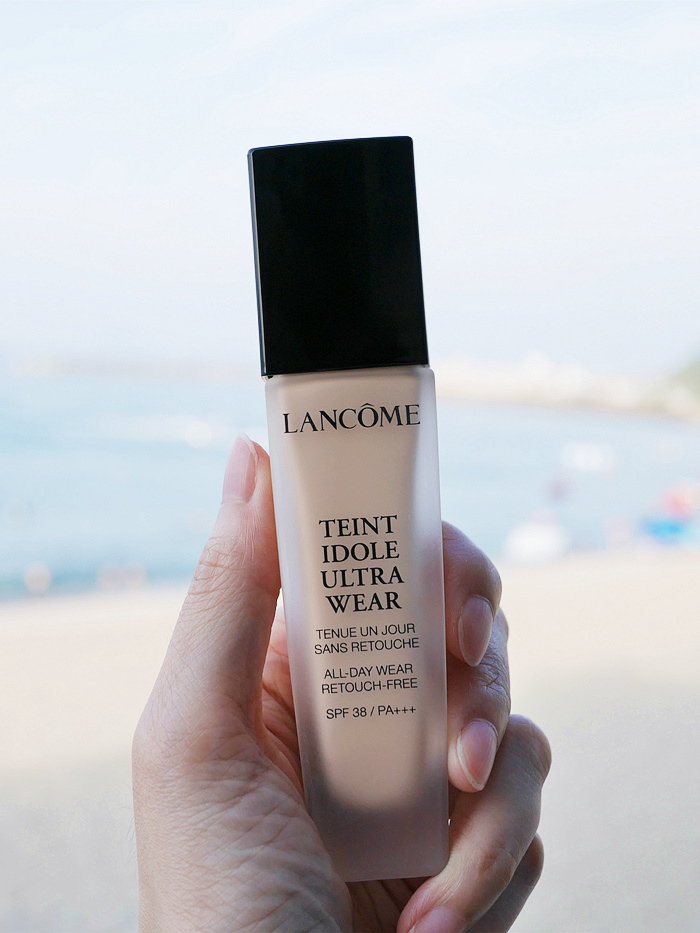 LANCÔME
TEINT
IDOLE
ULTRA
WEAR
TENUE UN JOUR
SANS RETOUCHE
ALL-DAY WEAR
RETOUCH-FREE
SPF 38 / PA+++